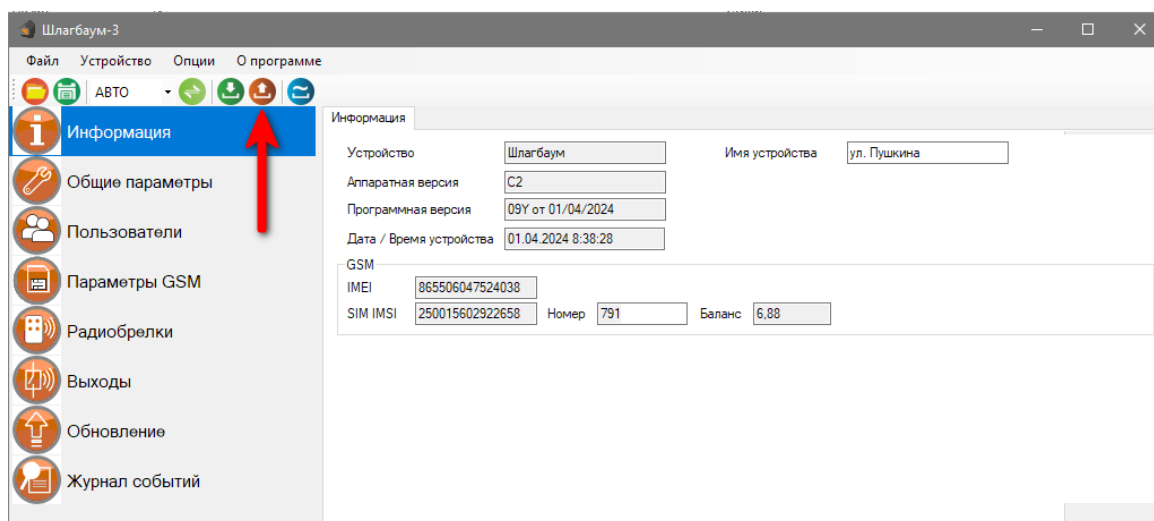 Шлагбаум-3
Файл Устройство Опции О программе
АВТО
Информация
Общие параметры
Пользователи
Параметры GSM
Радиобрелки
Выходы
Обновление
Журнал событий
Информация
Устройство Шлагбаум Имя устройства ул. Пушкина
Аппаратная версия C2
Программная версия 09Y от 01/04/2024
Дата / Время устройства 01.04.2024 8:38:28
GSM
IMEI 865506047524038
SIM IMSI 250015602922658 Номер 791 Баланс 6,88